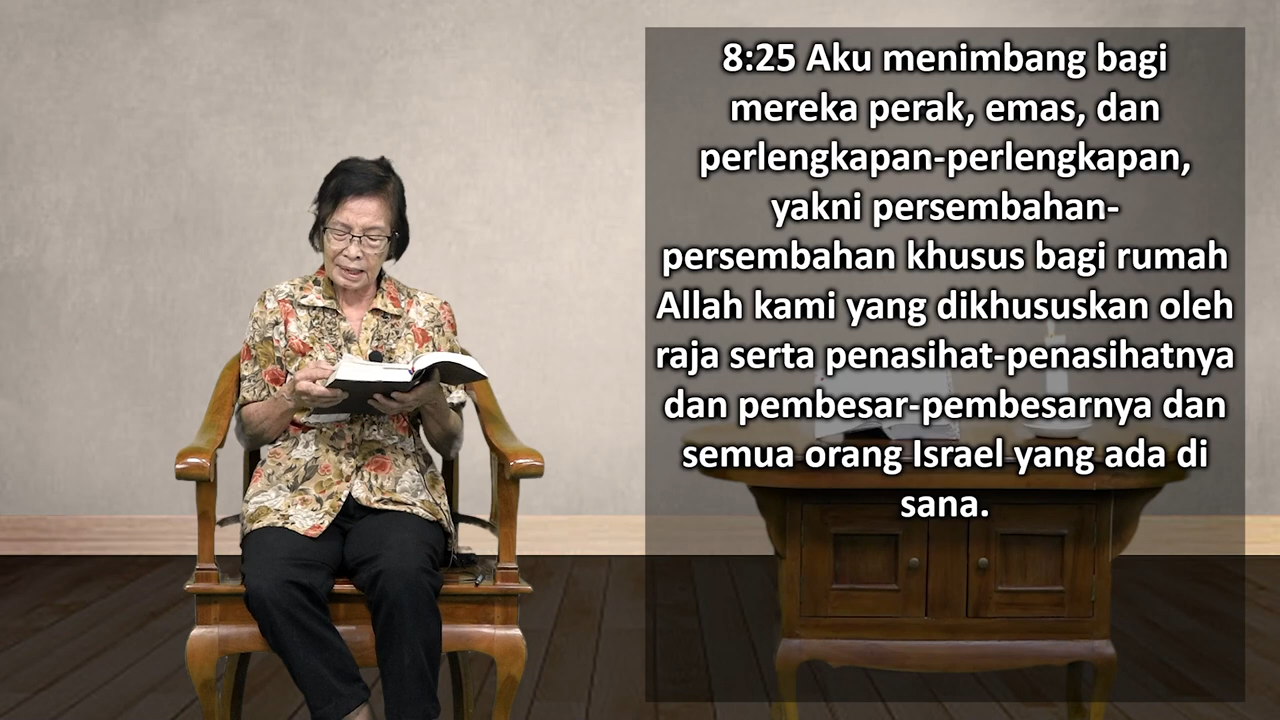 8:25 Aku menimbang bagi
mereka perak, emas, dan
perlengkapan-perlengkapan,
yakni persembahan-
persembahan khusus bagi rumah
Allah kami yang dikhususkan oleh
raja serta penasihat-penasihatnya
dan pembesar-pembesarnya dan
semua orang Israel yang ada di
sana.